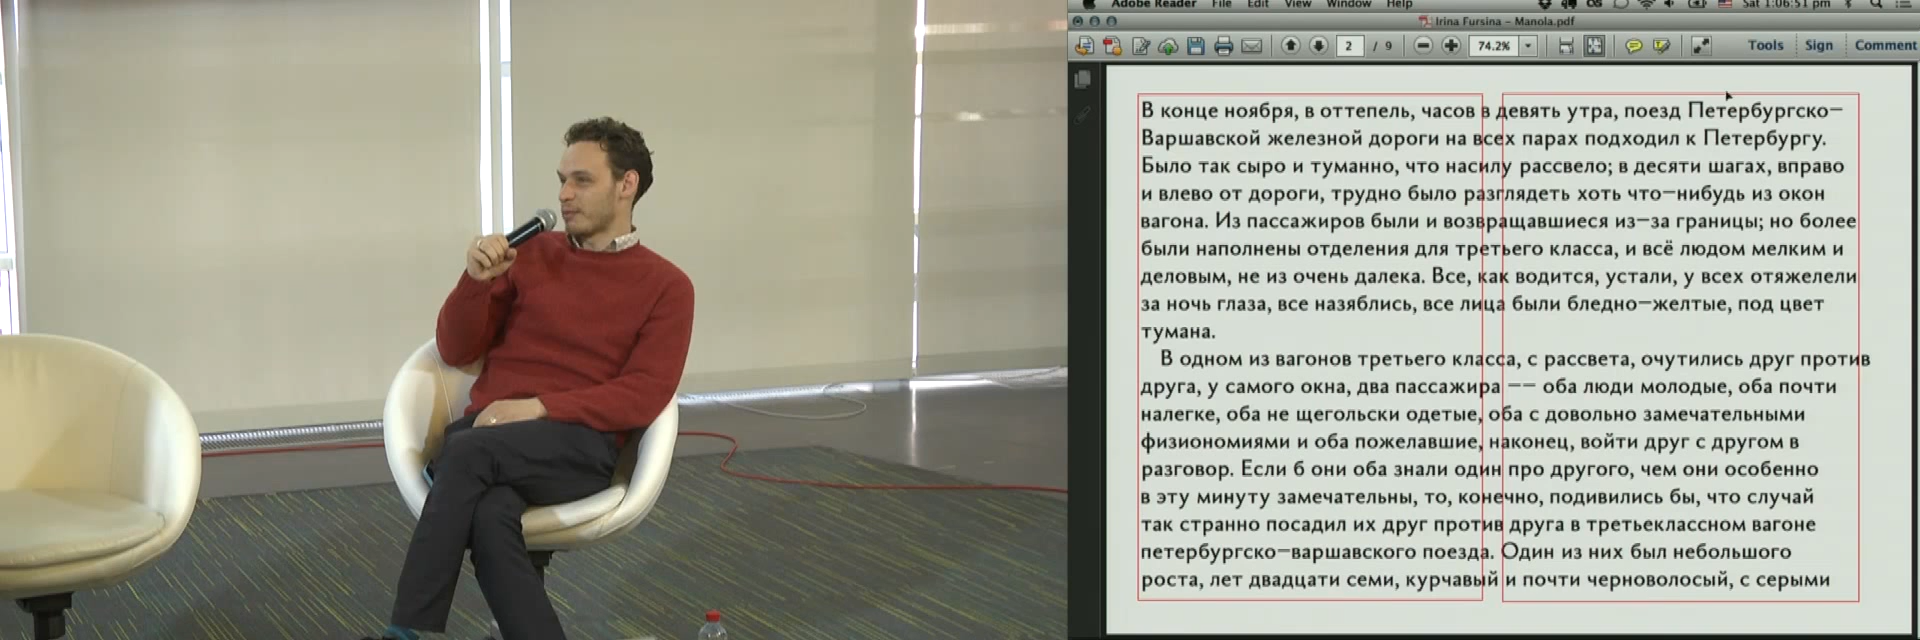 Adobe Reader File Edit View Window Help Sat 1:06:51 pm
Irina Fursina – Manola.pdf
2 / 9 74.2% Tools Sign Comment
В конце ноября, в оттепель, часов в девять утра, поезд Петербургско–
Варшавской железной дороги на всех парах подходил к Петербургу.
Было так сыро и туманно, что насилу рассвело; в десяти шагах, вправо
и влево от дороги, трудно было разглядеть хоть что–нибудь из окон
вагона. Из пассажиров были и возвращавшиеся из–за границы; но более
были наполнены отделения для третьего класса, и всё людом мелким и
деловым, не из очень далека. Все, как водится, устали, у всех отяжелели
за ночь глаза, все назяблись, все лица были бледно–желтые, под цвет
тумана.
В одном из вагонов третьего класса, с рассвета, очутились друг против
друга, у самого окна, два пассажира –– оба люди молодые, оба почти
налегке, оба не щегольски одетые, оба с довольно замечательными
физиономиями и оба пожелавшие, наконец, войти друг с другом в
разговор. Если б они оба знали один про другого, чем они особенно
в эту минуту замечательны, то, конечно, подивились бы, что случай
так странно посадил их друг против друга в третьеклассном вагоне
петербургско–варшавского поезда. Один из них был небольшого
роста, лет двадцати семи, курчавый и почти черноволосый, с серыми